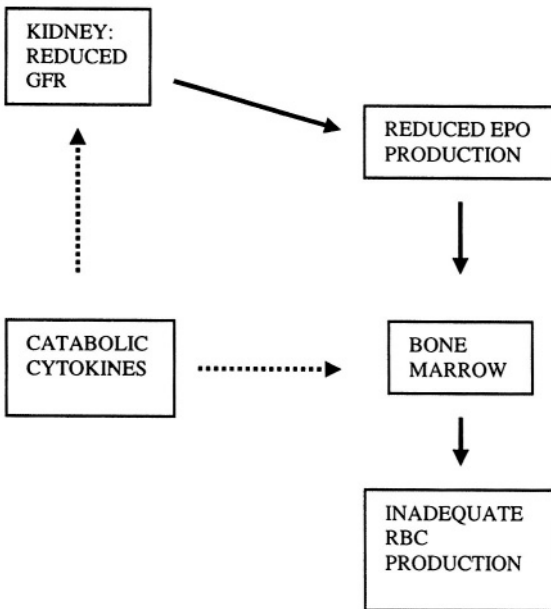 KIDNEY:
REDUCED
GFR
REDUCED EPO
PRODUCTION
CATABOLIC
CYTOKINES
BONE
MARROW
INADEQUATE
RBC
PRODUCTION